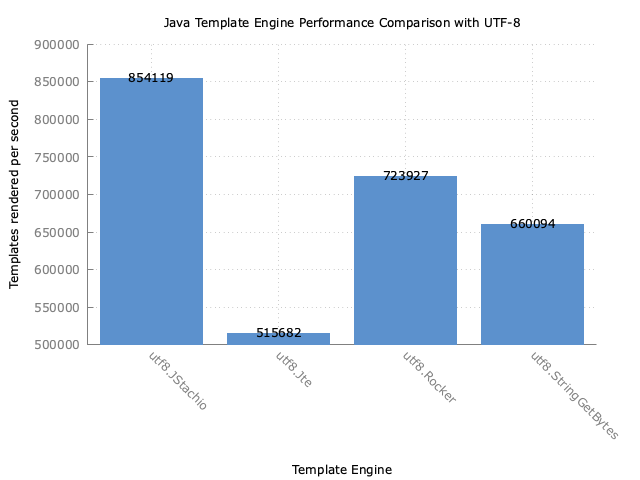 Java Template Engine Performance Comparison with UTF-8
Templates rendered per second
900000
850000
800000
750000
700000
650000
600000
550000
500000
854119
515682
723927
660094
utf8.JStachio
utf8.Jte
utf8.Rocker
utf8.StringGetBytes
Template Engine